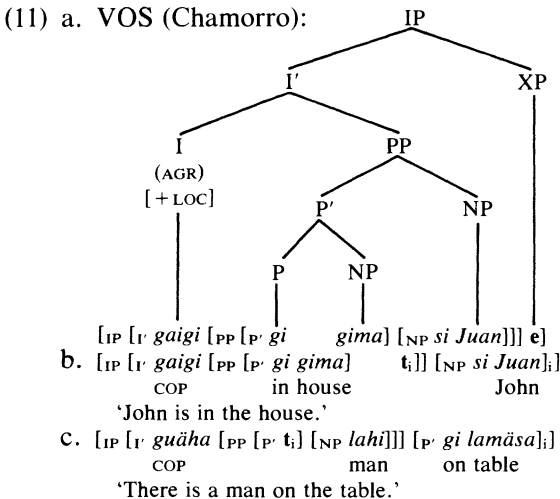 (11) a. VOS (Chamorro): IP
I′ XP
I PP
(AGR)
[+LOC] P′ NP
P NP
[IP [I′ gaigi [PP [P′ gi gima] [NP si Juan]]] e]
b. [IP [I′ gaigi [PP [P′ gi gima] ti]] [NP si Juan]i]
COP in house John
‘John is in the house.’
c. [IP [I′ guäha [PP [P′ ti] [NP lahi]]] [P′ gi lamäsa]i]
COP man on table
‘There is a man on the table.’